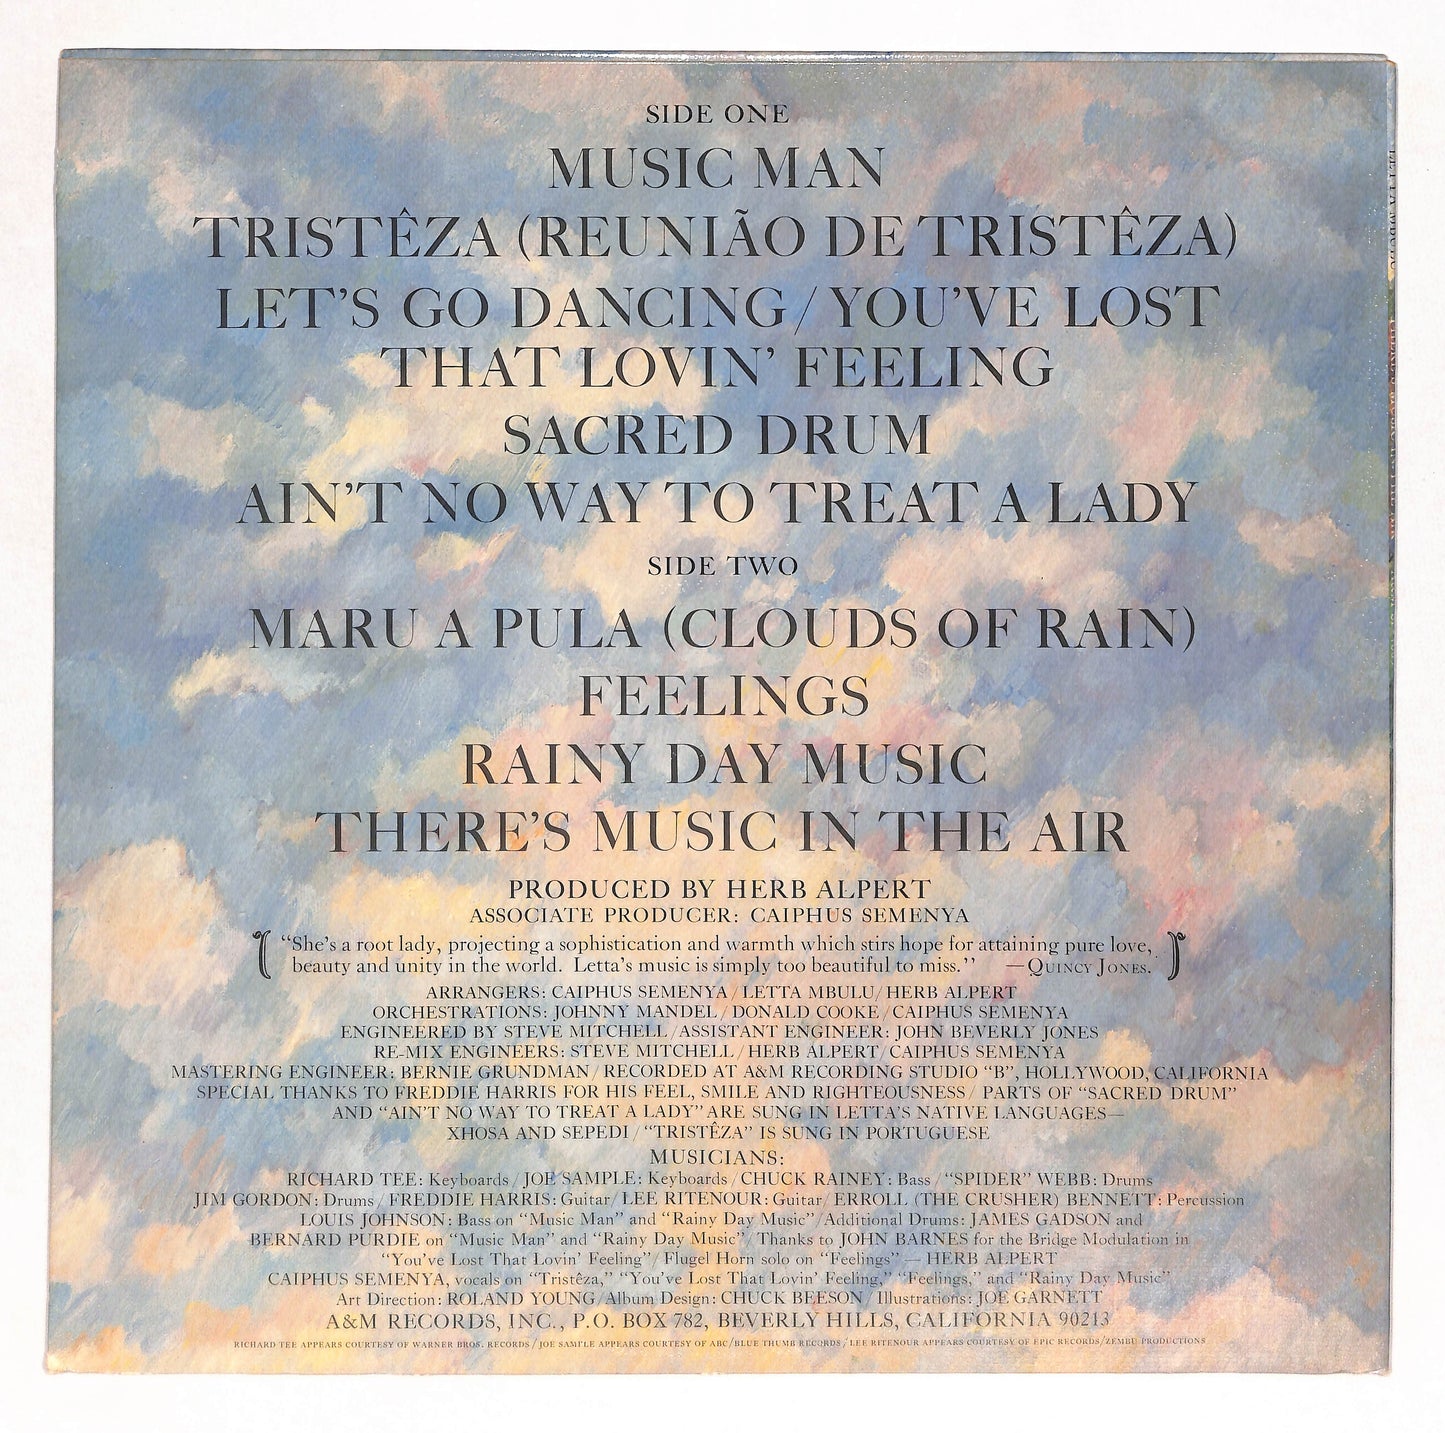 SIDE ONE
MUSIC MAN
TRISTÊZA (REUNIÃO DE TRISTÊZA)
LET'S GO DANCING/YOU'VE LOST
THAT LOVIN' FEELING
SACRED DRUM
AIN'T NO WAY TO TREAT A LADY
SIDE TWO
MARU A PULA (CLOUDS OF RAIN)
FEELINGS
RAINY DAY MUSIC
THERE'S MUSIC IN THE AIR
PRODUCED BY HERB ALPERT
ASSOCIATE PRODUCER: CAIPHUS SEMENYA
"She's a root lady, projecting a sophistication and warmth which stirs hope for attaining pure love,
beauty and unity in the world. Letta's music is simply too beautiful to miss." —QUINCY JONES.
ARRANGERS: CAIPHUS SEMENYA/LETTA MBULU/HERB ALPERT
ORCHESTRATIONS: JOHNNY MANDEL/DONALD COOKE/CAIPHUS SEMENYA
ENGINEERED BY STEVE MITCHELL/ASSISTANT ENGINEER: JOHN BEVERLY JONES
RE-MIX ENGINEERS: STEVE MITCHELL/HERB ALPERT/CAIPHUS SEMENYA
MASTERING ENGINEER: BERNIE GRUNDMAN/RECORDED AT A&M RECORDING STUDIO "B", HOLLYWOOD, CALIFORNIA
SPECIAL THANKS TO FREDDIE HARRIS FOR HIS FEEL, SMILE AND RIGHTEOUSNESS/PARTS OF "SACRED DRUM"
AND "AIN'T NO WAY TO TREAT A LADY" ARE SUNG IN LETTA'S NATIVE LANGUAGES—
XHOSA AND SEPEDI/"TRISTÊZA" IS SUNG IN PORTUGUESE
MUSICIANS:
RICHARD TEE: Keyboards/JOE SAMPLE: Keyboards/CHUCK RAINEY: Bass/"SPIDER" WEBB: Drums
JIM GORDON: Drums/FREDDIE HARRIS: Guitar/LEE RITENOUR: Guitar/ERROLL (THE CRUSHER) BENNETT: Percussion
LOUIS JOHNSON: Bass on "Music Man" and "Rainy Day Music"/Additional Drums: JAMES GADSON and
BERNARD PURDIE on "Music Man" and "Rainy Day Music"/Thanks to JOHN BARNES for the Bridge Modulation in
"You've Lost That Lovin' Feeling"/Flugel Horn solo on "Feelings" — HERB ALPERT
CAIPHUS SEMENYA, vocals on "Tristêza," "You've Lost That Lovin' Feeling," "Feelings," and "Rainy Day Music"
Art Direction: ROLAND YOUNG/Album Design: CHUCK BEESON/Illustrations: JOE GARNETT
A&M RECORDS, INC., P.O. BOX 782, BEVERLY HILLS, CALIFORNIA 90213
RICHARD TEE APPEARS COURTESY OF WARNER BROS. RECORDS/JOE SAMPLE APPEARS COURTESY OF ABC/BLUE THUMB RECORDS/LEE RITENOUR APPEARS COURTESY OF EPIC RECORDS/ZEMBU PRODUCTIONS
LETTA MBULU